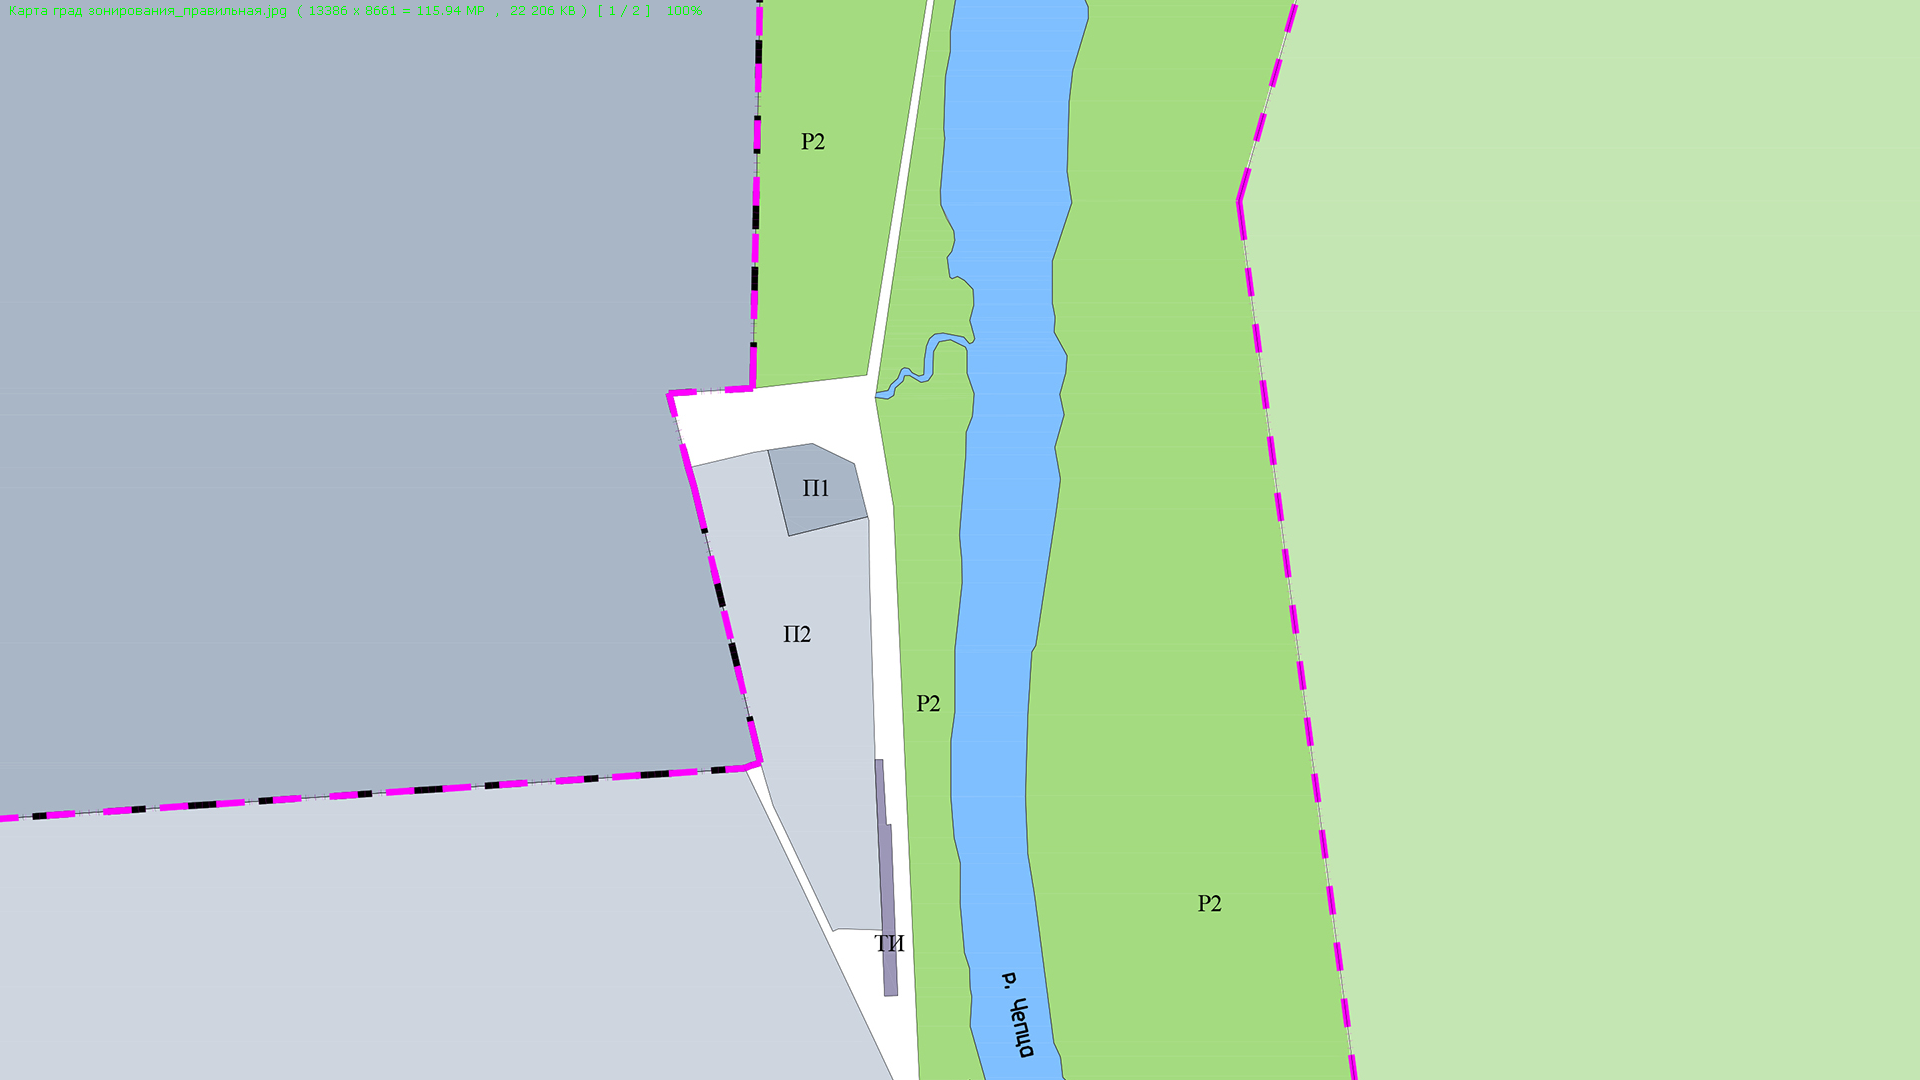 Карта град зонирования_правильная.jpg ( 13386 x 8661 = 115.94 MP , 22 206 KB ) [ 1 / 2 ] 100%
Р2
П1
П2
Р2
Р2
ТИ
р. Чепца